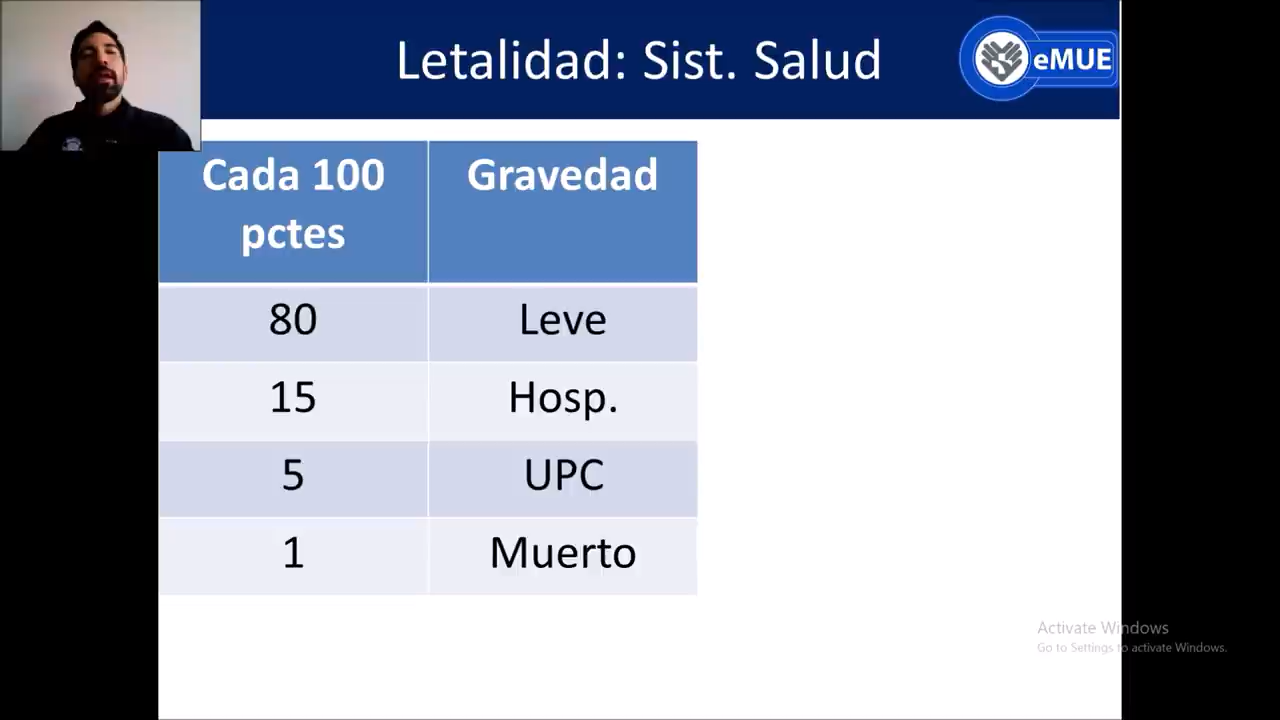 Letalidad: Sist. Salud
eMUE
Cada 100 pctes
Gravedad
80
Leve
15
Hosp.
5
UPC
1
Muerto
Activate Windows
Go to Settings to activate Windows.